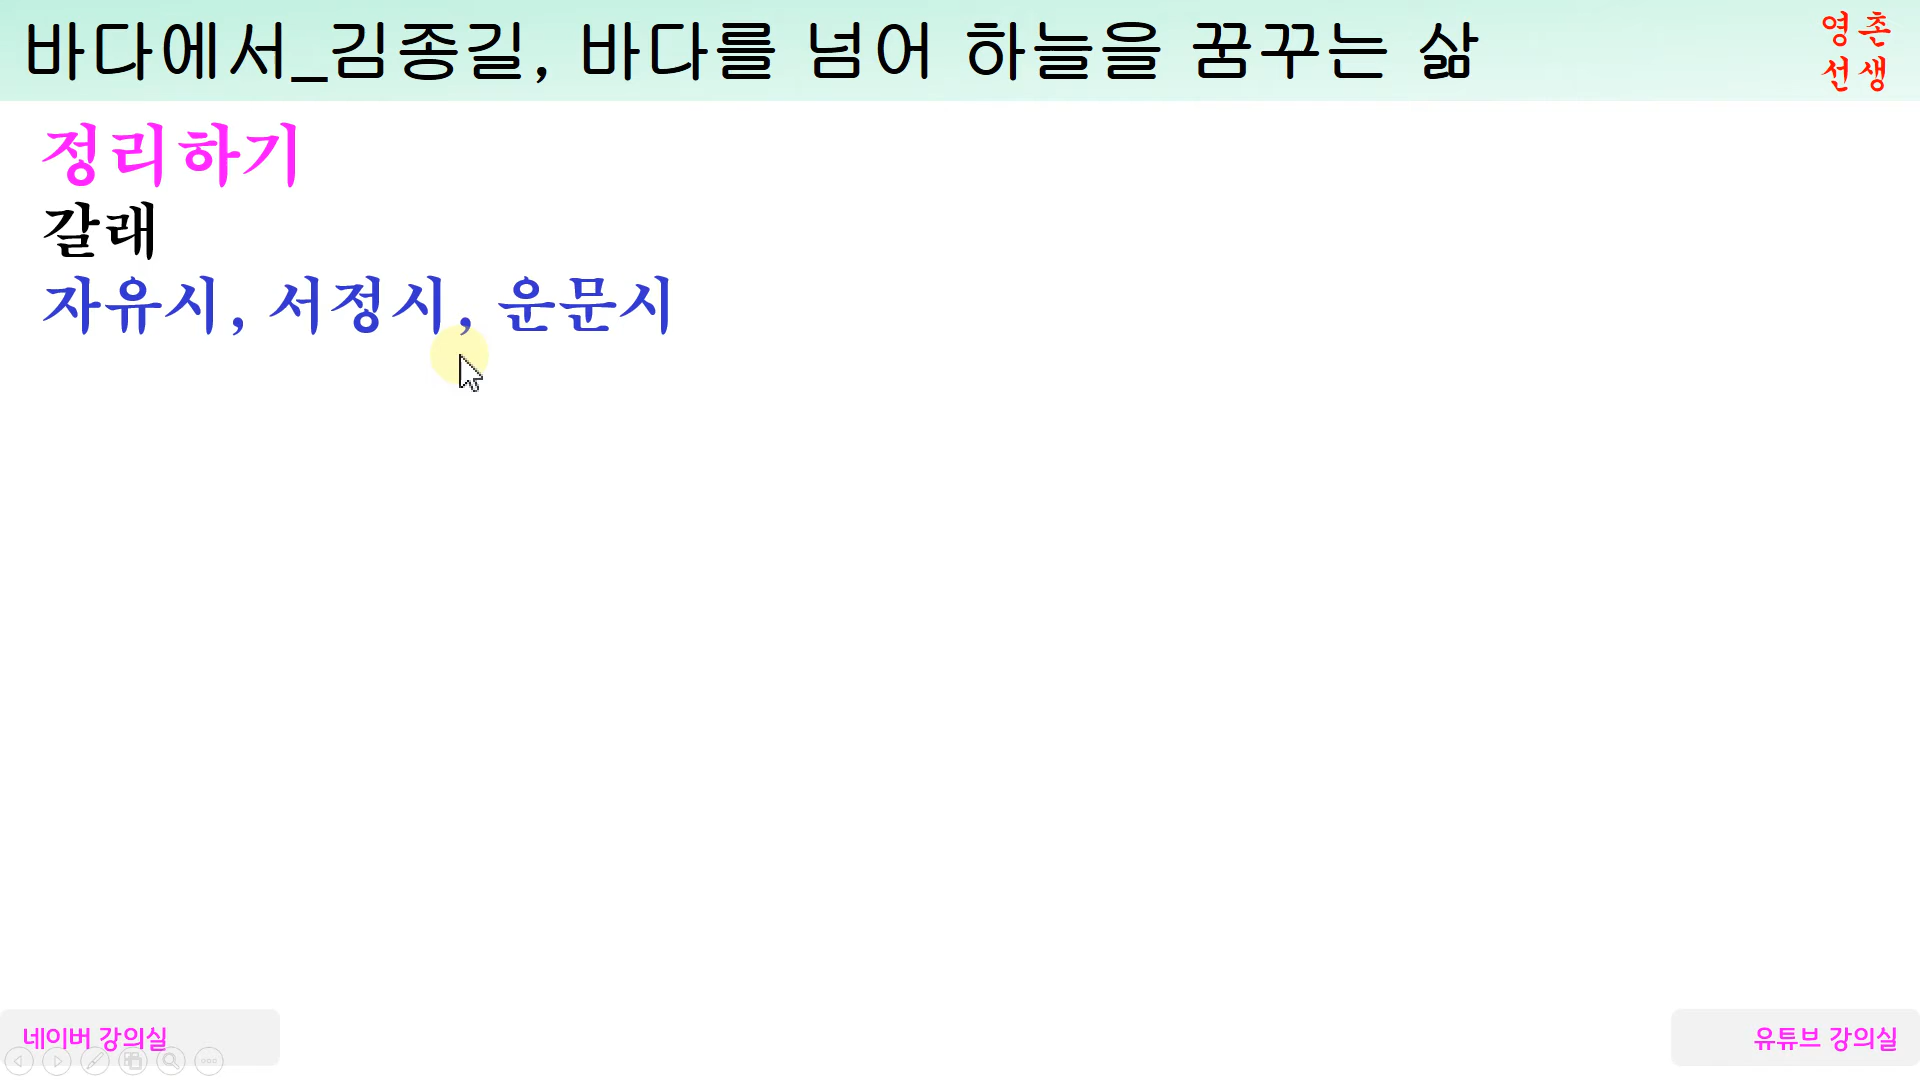 바다에서_김종길, 바다를 넘어 하늘을 꿈꾸는 삶
영촌
선생
정리하기
갈래
자유시, 서정시, 운문시
네이버 강의실
유튜브 강의실